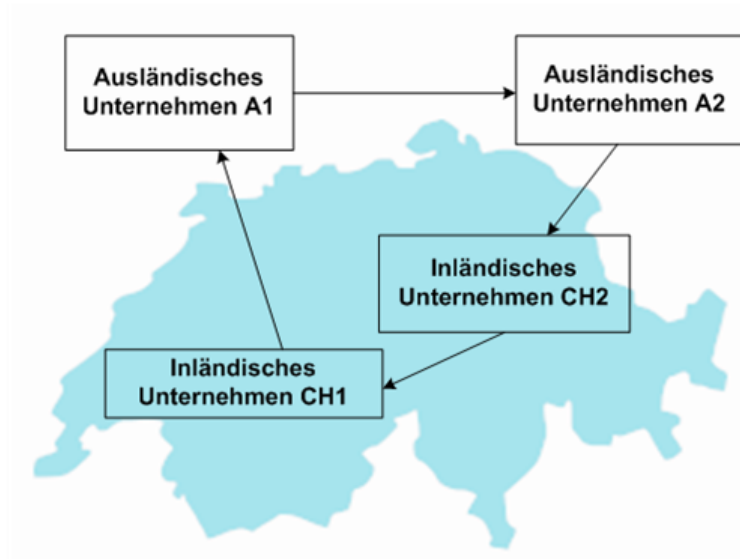 Ausländisches
Unternehmen A1
Ausländisches
Unternehmen A2
Inländisches
Unternehmen CH2
Inländisches
Unternehmen CH1